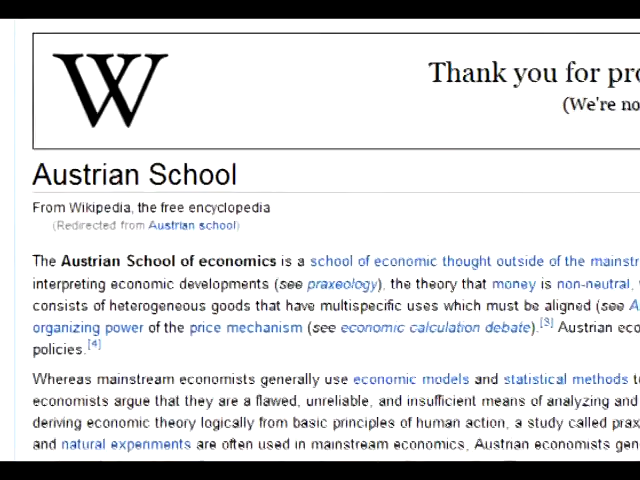 W
Thank you for pro
(We're no
Austrian School
From Wikipedia, the free encyclopedia
(Redirected from Austrian school)
The Austrian School of economics is a school of economic thought outside of the mainstr
interpreting economic developments (see praxeology), the theory that money is non-neutral,
consists of heterogeneous goods that have multispecific uses which must be aligned (see A
organizing power of the price mechanism (see economic calculation debate).[3] Austrian eco
policies.[4]
Whereas mainstream economists generally use economic models and statistical methods t
economists argue that they are a flawed, unreliable, and insufficient means of analyzing and
deriving economic theory logically from basic principles of human action, a study called prax
and natural experiments are often used in mainstream economics, Austrian economists gen